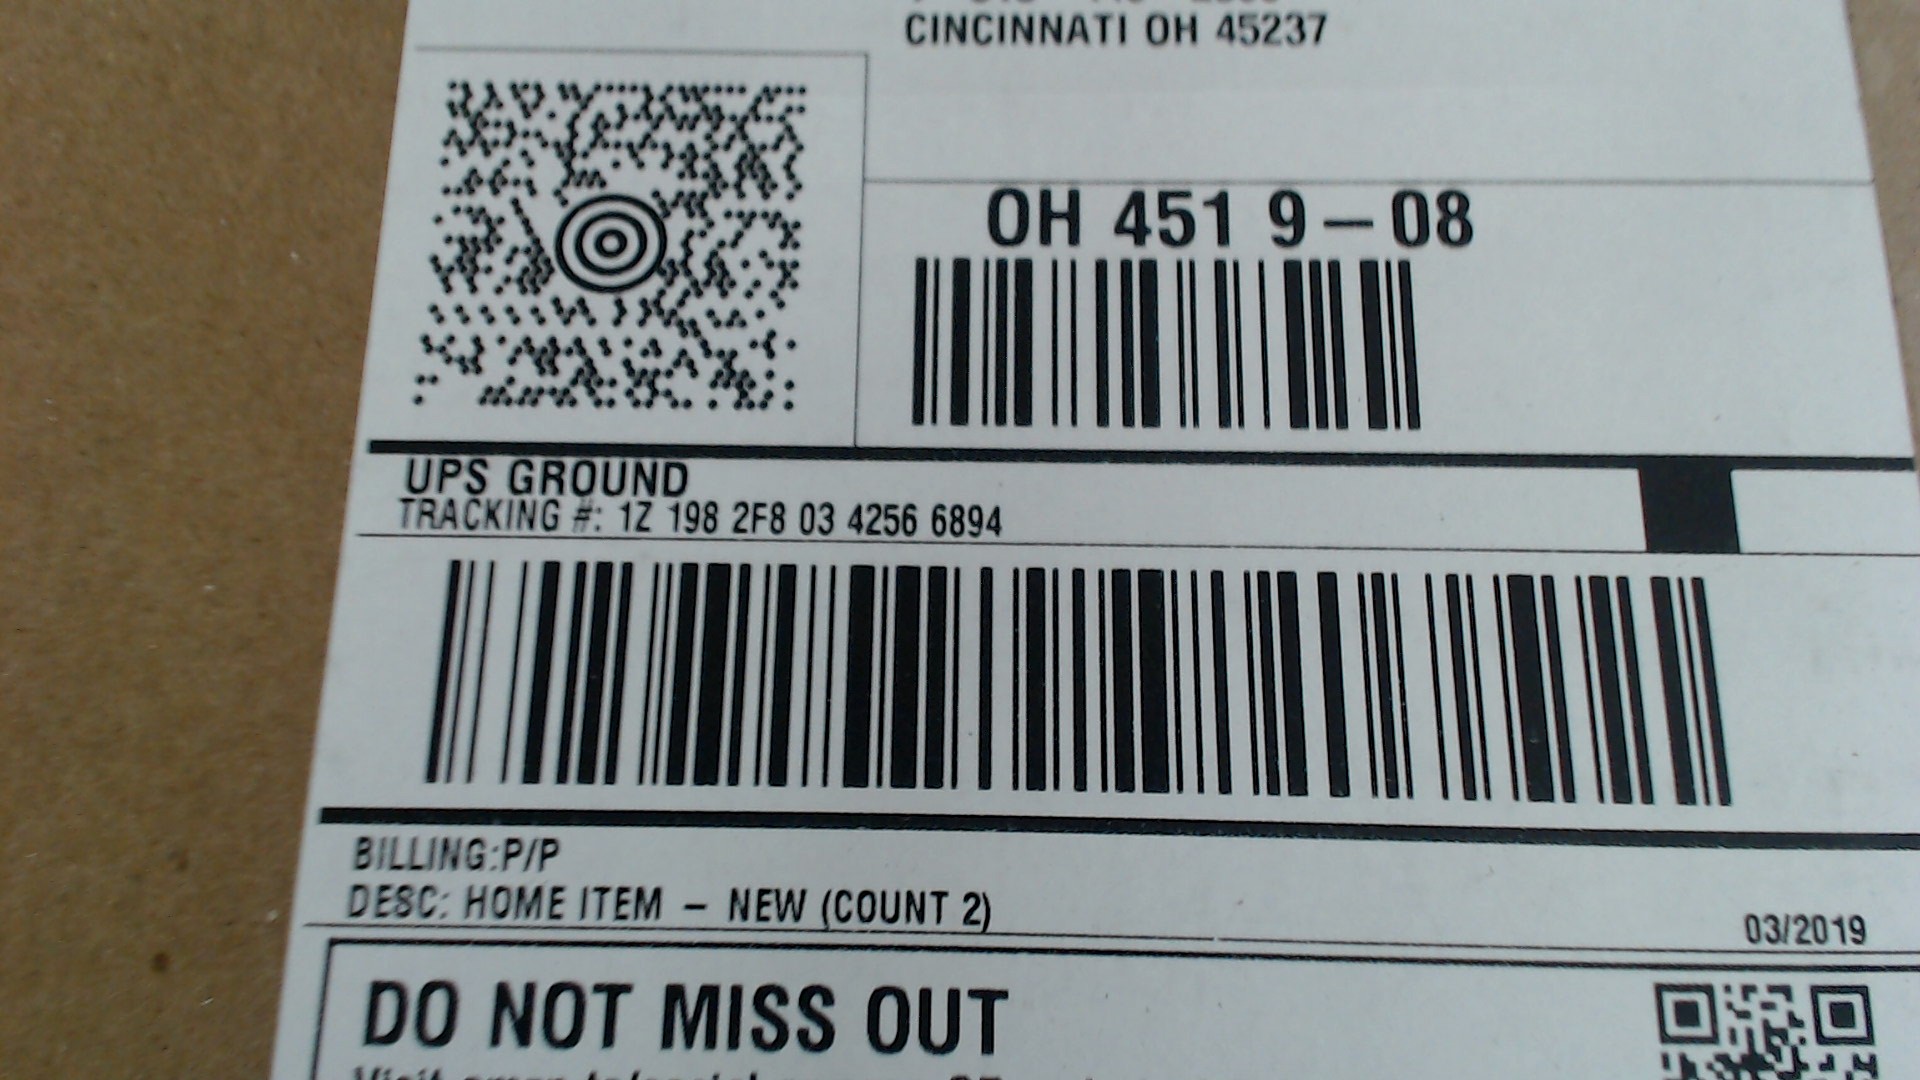 CINCINNATI OH 45237
OH 451 9-08
UPS GROUND
TRACKING #: 1Z 198 2F8 03 4256 6894
BILLING:P/P
DESC: HOME ITEM - NEW (COUNT 2)
03/2019
DO NOT MISS OUT